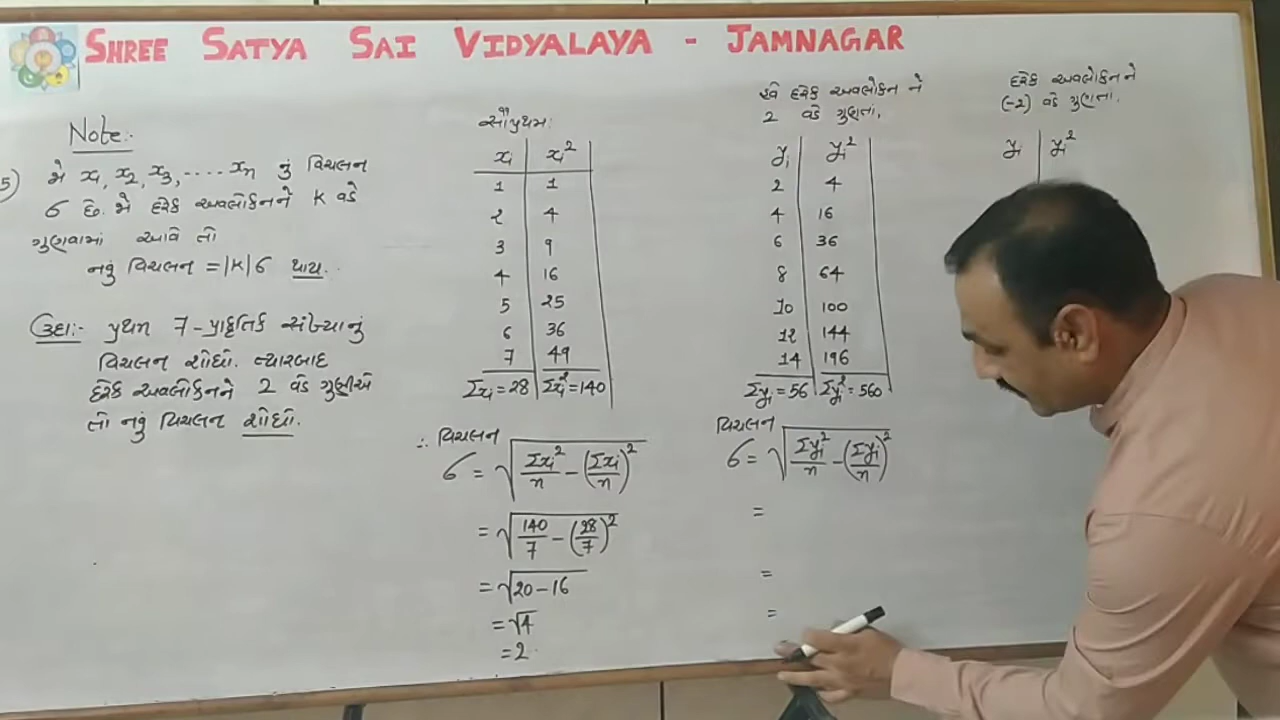 SHREE SATYA SAI VIDYALAYA - JAMNAGAR
Note:-
5) જો x₁, x₂, x₃, ..... xₙ નું વિચલન
σ છે. જો દરેક અવલોકનને K વડે
ગુણવામાં આવે તો
નવું વિચલન = |K|σ થાય.
ઉદા:- પ્રથમ 7 - પ્રાકૃતિક સંખ્યાનું
વિચલન શોધો. ત્યારબાદ
દરેક અવલોકનને 2 વડે ગુણીએ
તો નવું વિચલન શોધો.
સૌપ્રથમ:
xᵢ xᵢ²
1 1
2 4
3 9
4 16
5 25
6 36
7 49
Σxᵢ = 28 Σxᵢ² = 140
∴ વિચલન
σ = √(Σxᵢ²/n - (Σxᵢ/n)²)
= √(140/7 - (28/7)²)
= √(20 - 16)
= √4
= 2
હવે દરેક અવલોકન ને
2 વડે ગુણતા,
yᵢ yᵢ²
2 4
4 16
6 36
8 64
10 100
12 144
14 196
Σyᵢ = 56 Σyᵢ² = 560
વિચલન
σ = √(Σyᵢ²/n - (Σyᵢ/n)²)
=
=
=
દરેક અવલોકનને
(-2) વડે ગુણતા,
yᵢ yᵢ²